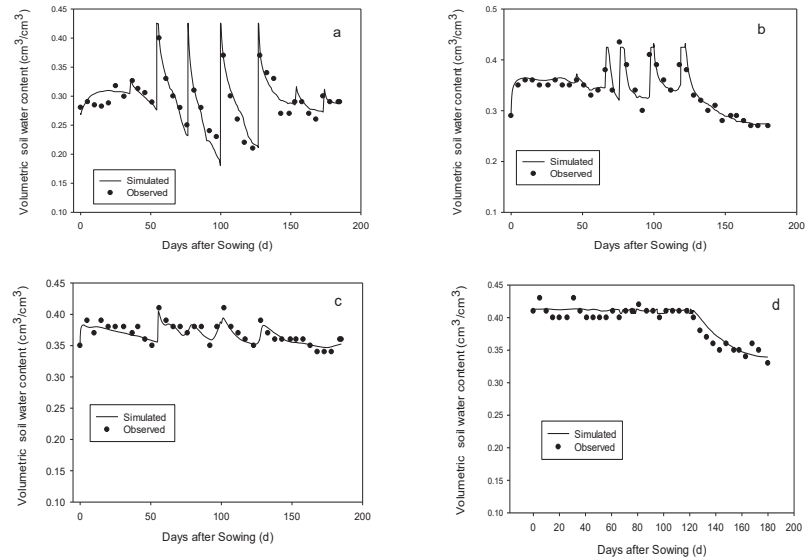 a
Volumetric soil water content (cm3/cm3)
0.45
0.40
0.35
0.30
0.25
0.20
0.15
0.10
Simulated
Observed
0 50 100 150 200
Days after Sowing (d)
b
Volumetric soil water content (cm3/cm3)
0.5
0.4
0.3
0.2
0.1
Simulated
Observed
0 50 100 150 200
Days after Sowing (d)
c
Volumetric soil water content (cm3/cm3)
0.45
0.40
0.35
0.30
0.25
0.20
0.15
0.10
Simulated
Observed
0 50 100 150 200
Days after Sowing (d)
d
Volumetric soil water content (cm3/cm3)
0.45
0.40
0.35
0.30
0.25
0.20
0.15
0.10
Simulated
Observed
0 20 40 60 80 100 120 140 160 180 200
Days after Sowing (d)